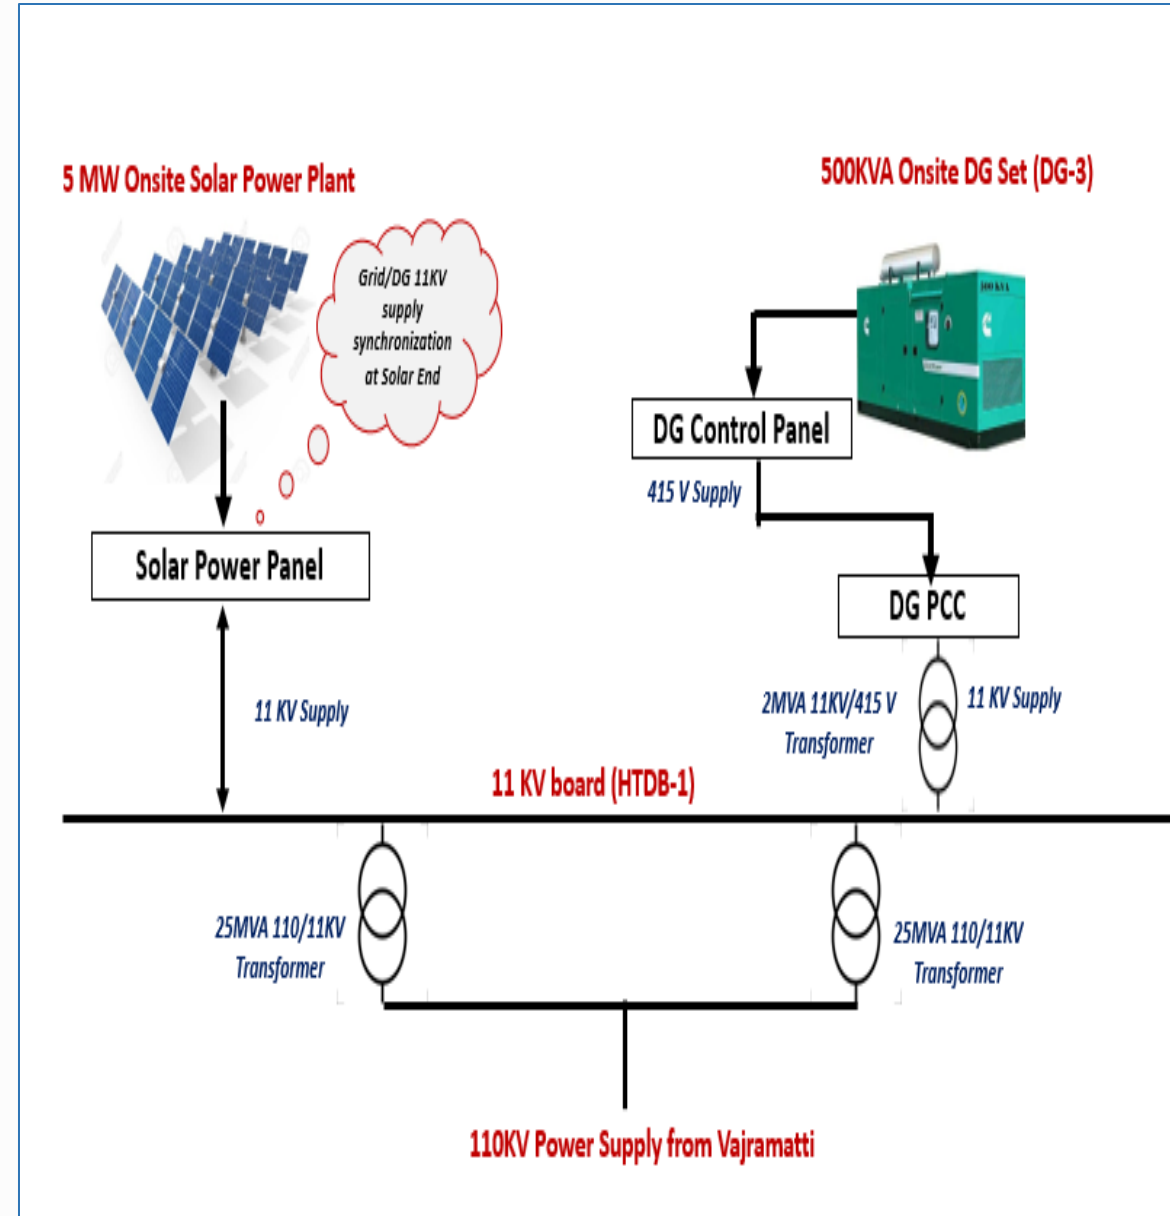 5 MW Onsite Solar Power Plant
500KVA Onsite DG Set (DG-3)
Grid/DG 11KV
supply
synchronization
at Solar End
DG Control Panel
415 V Supply
Solar Power Panel
DG PCC
11 KV Supply
2MVA 11KV/415 V
Transformer
11 KV Supply
11 KV board (HTDB-1)
25MVA 110/11KV
Transformer
25MVA 110/11KV
Transformer
110KV Power Supply from Vajramatti